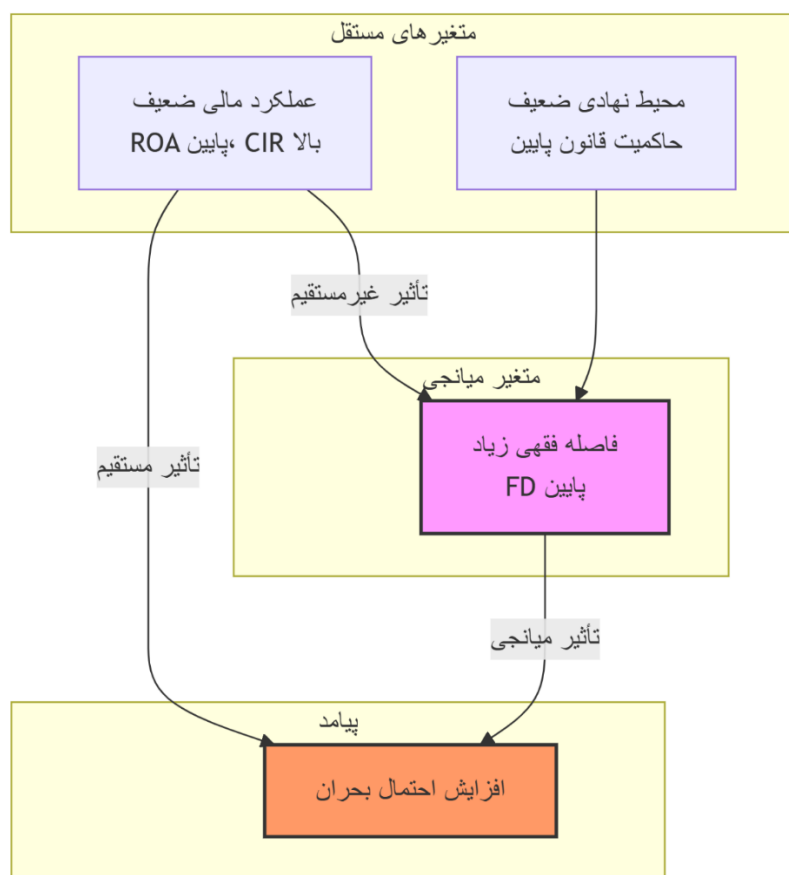 متغیرهای مستقل
محیط نهادی ضعیف
حاکمیت قانون پایین
عملکرد مالی ضعیف
ROA پایین، CIR بالا
تأثیر غیرمستقیم
متغیر میانجی
فاصله فقهی زیاد
FD پایین
تأثیر مستقیم
تأثیر میانجی
پیامد
افزایش احتمال بحران